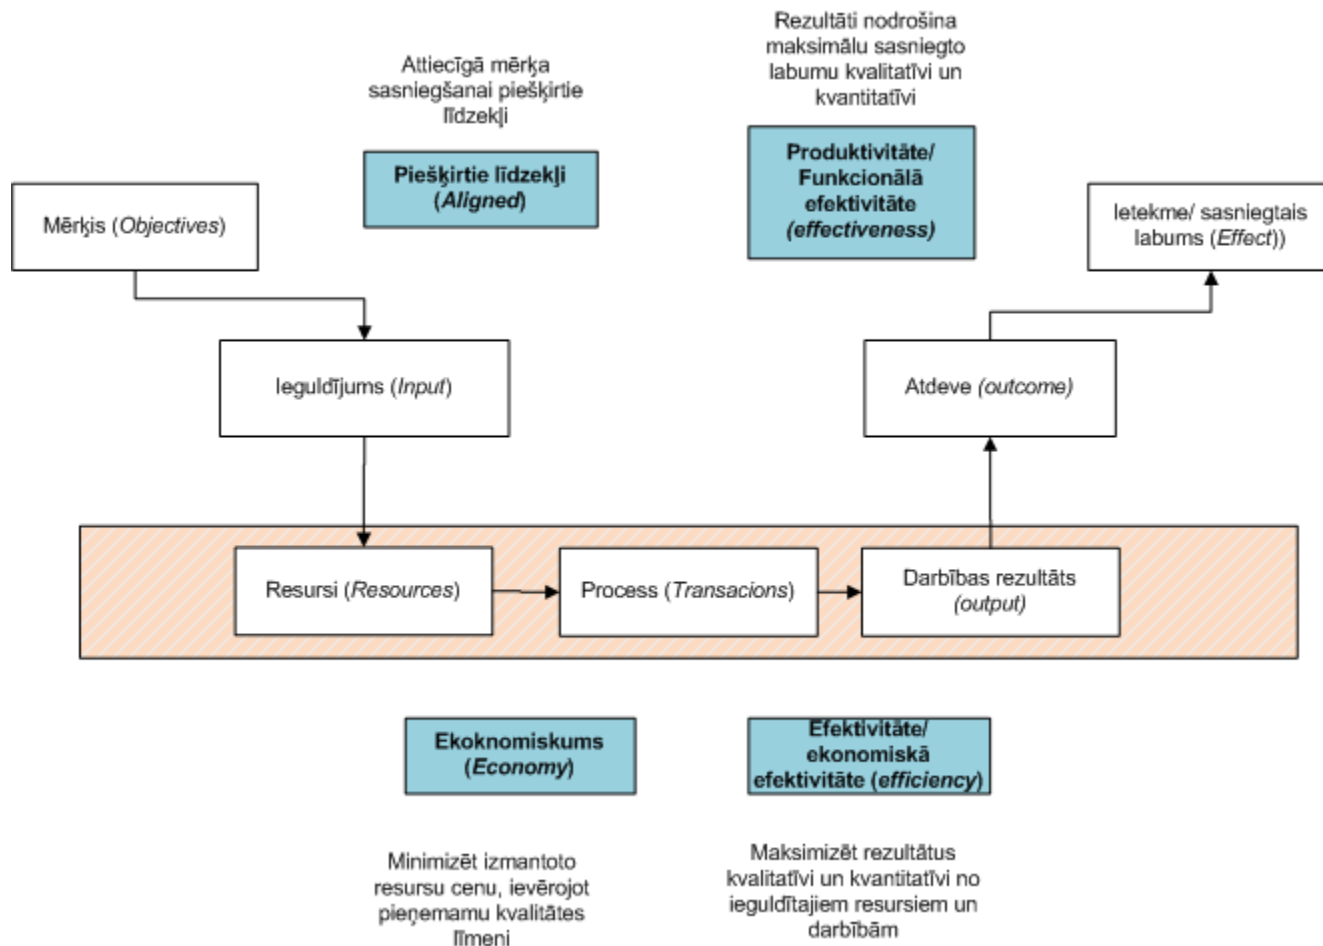 Rezultāti nodrošina
maksimālu sasniegto
labumu kvalitatīvi un
kvantitatīvi
Attiecīgā mērķa
sasniegšanai piešķirtie
līdzekļi
Piešķirtie līdzekļi
(Aligned)
Produktivitāte/
Funkcionālā
efektivitāte
(effectiveness)
Mērķis (Objectives)
Ietekme/ sasniegtais
labums (Effect))
Ieguldījums (Input)
Atdeve (outcome)
Resursi (Resources)
Process (Transacions)
Darbības rezultāts
(output)
Ekoknomiskums
(Economy)
Efektivitāte/
ekonomiskā
efektivitāte (efficiency)
Minimizēt izmantoto
resursu cenu, ievērojot
pieņemamu kvalitātes
līmeni
Maksimizēt rezultātus
kvalitatīvi un kvantitatīvi no
ieguldītajiem resursiem un
darbībām